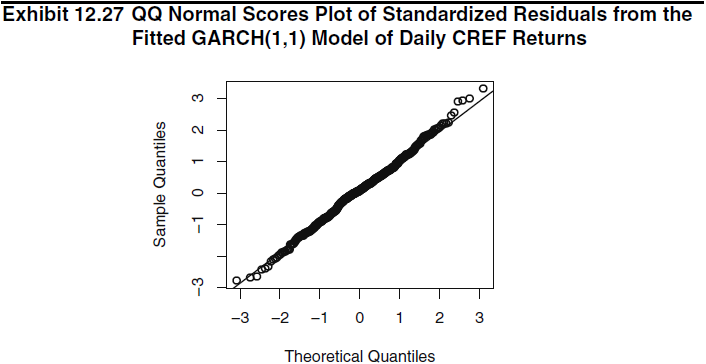 Exhibit 12.27 QQ Normal Scores Plot of Standardized Residuals from the
Fitted GARCH(1,1) Model of Daily CREF Returns
Sample Quantiles
3
2
1
0
−1
−3
−3 −2 −1 0 1 2 3
Theoretical Quantiles